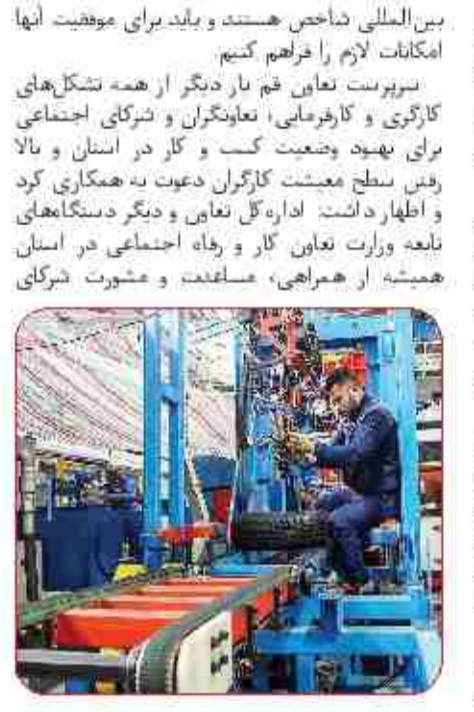 بین‌المللی شاخص هستند و باید برای موفقیت آنها
امکانات لازم را فراهم کنیم.
سرپرست تعاون قم بار دیگر از همه تشکل‌های
کارگری و کارفرمایی، تعاونگران و شرکای اجتماعی
برای بهبود وضعیت کسب و کار در استان و بالا
رفتن سطح معیشت کارگران دعوت به همکاری کرد
و اظهار داشت: اداره‌کل تعاون و دیگر دستگاه‌های
تابعه وزارت تعاون کار و رفاه اجتماعی در استان
همیشه از همراهی، مساعدت و مشورت شرکای